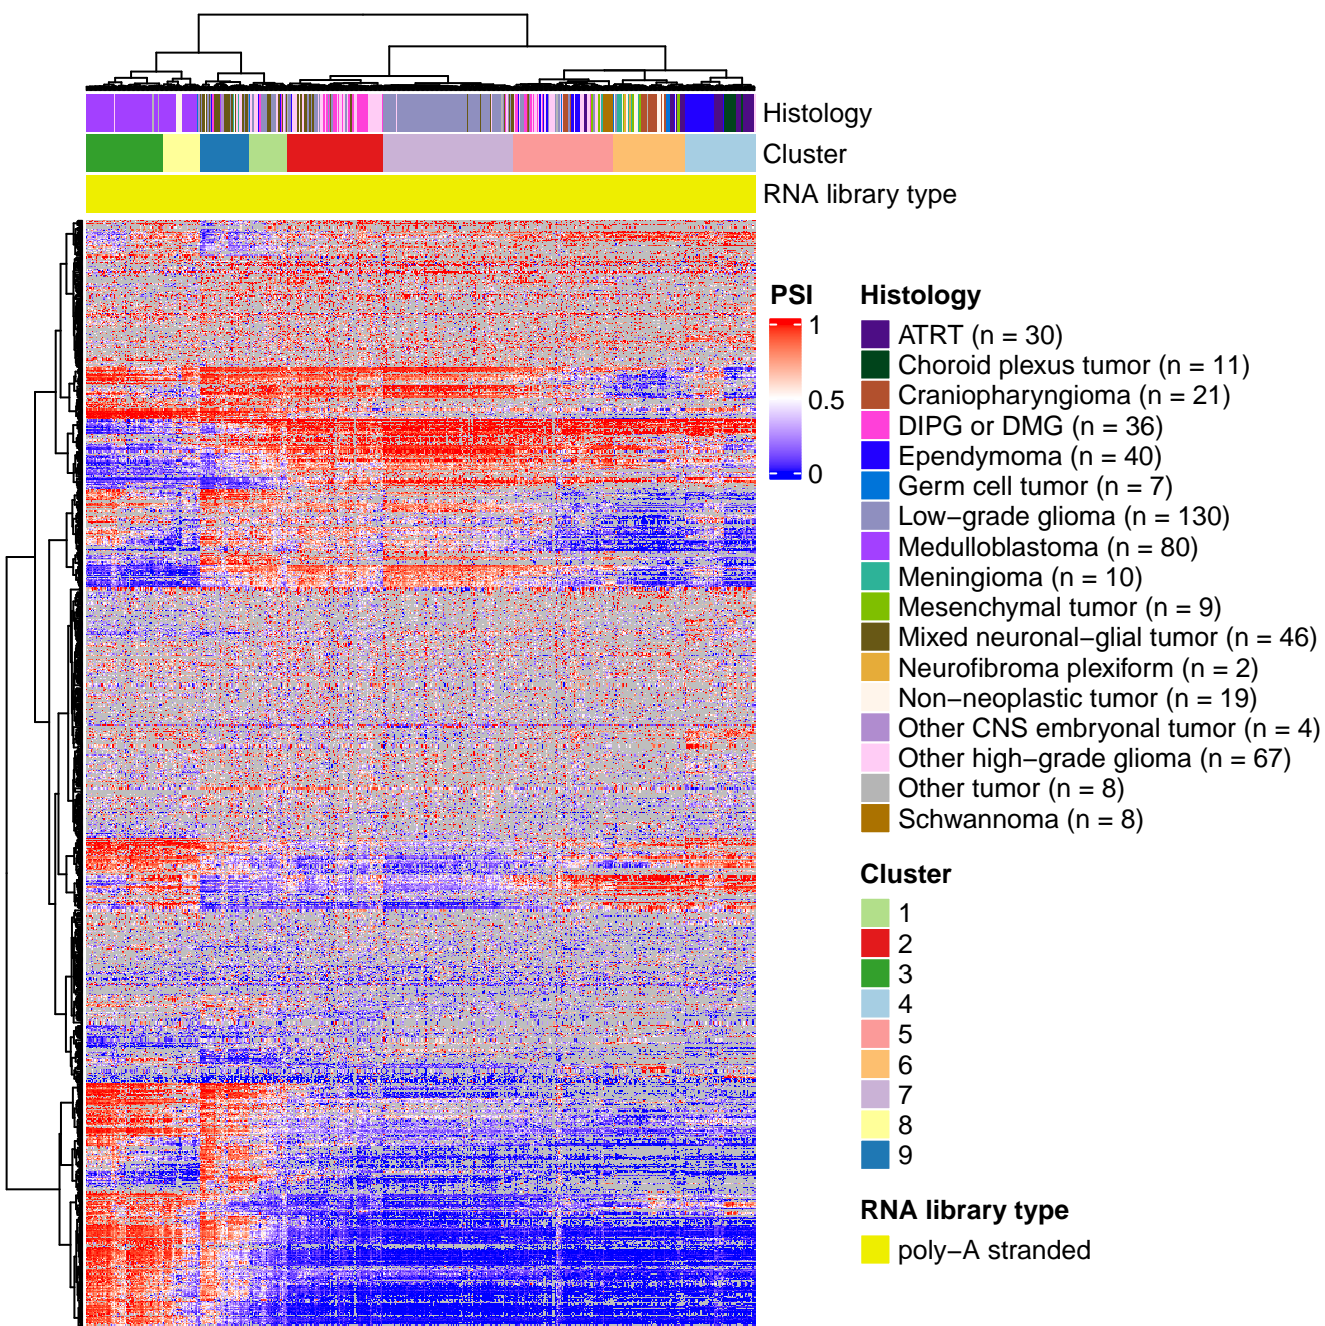 Histology
Cluster
RNA library type
PSI
1
0.5
0
Histology
ATRT (n = 30)
Choroid plexus tumor (n = 11)
Craniopharyngioma (n = 21)
DIPG or DMG (n = 36)
Ependymoma (n = 40)
Germ cell tumor (n = 7)
Low−grade glioma (n = 130)
Medulloblastoma (n = 80)
Meningioma (n = 10)
Mesenchymal tumor (n = 9)
Mixed neuronal−glial tumor (n = 46)
Neurofibroma plexiform (n = 2)
Non−neoplastic tumor (n = 19)
Other CNS embryonal tumor (n = 4)
Other high−grade glioma (n = 67)
Other tumor (n = 8)
Schwannoma (n = 8)
Cluster
1
2
3
4
5
6
7
8
9
RNA library type
poly−A stranded